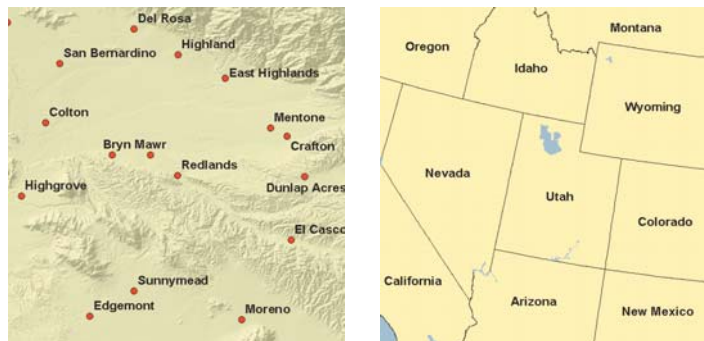 Del Rosa
San Bernardino
Highland
East Highlands
Colton
Mentone
Crafton
Bryn Mawr
Redlands
Dunlap Acres
Highgrove
El Casco
Sunnymead
Edgemont
Moreno
Montana
Oregon
Idaho
Wyoming
Nevada
Utah
Colorado
California
Arizona
New Mexico